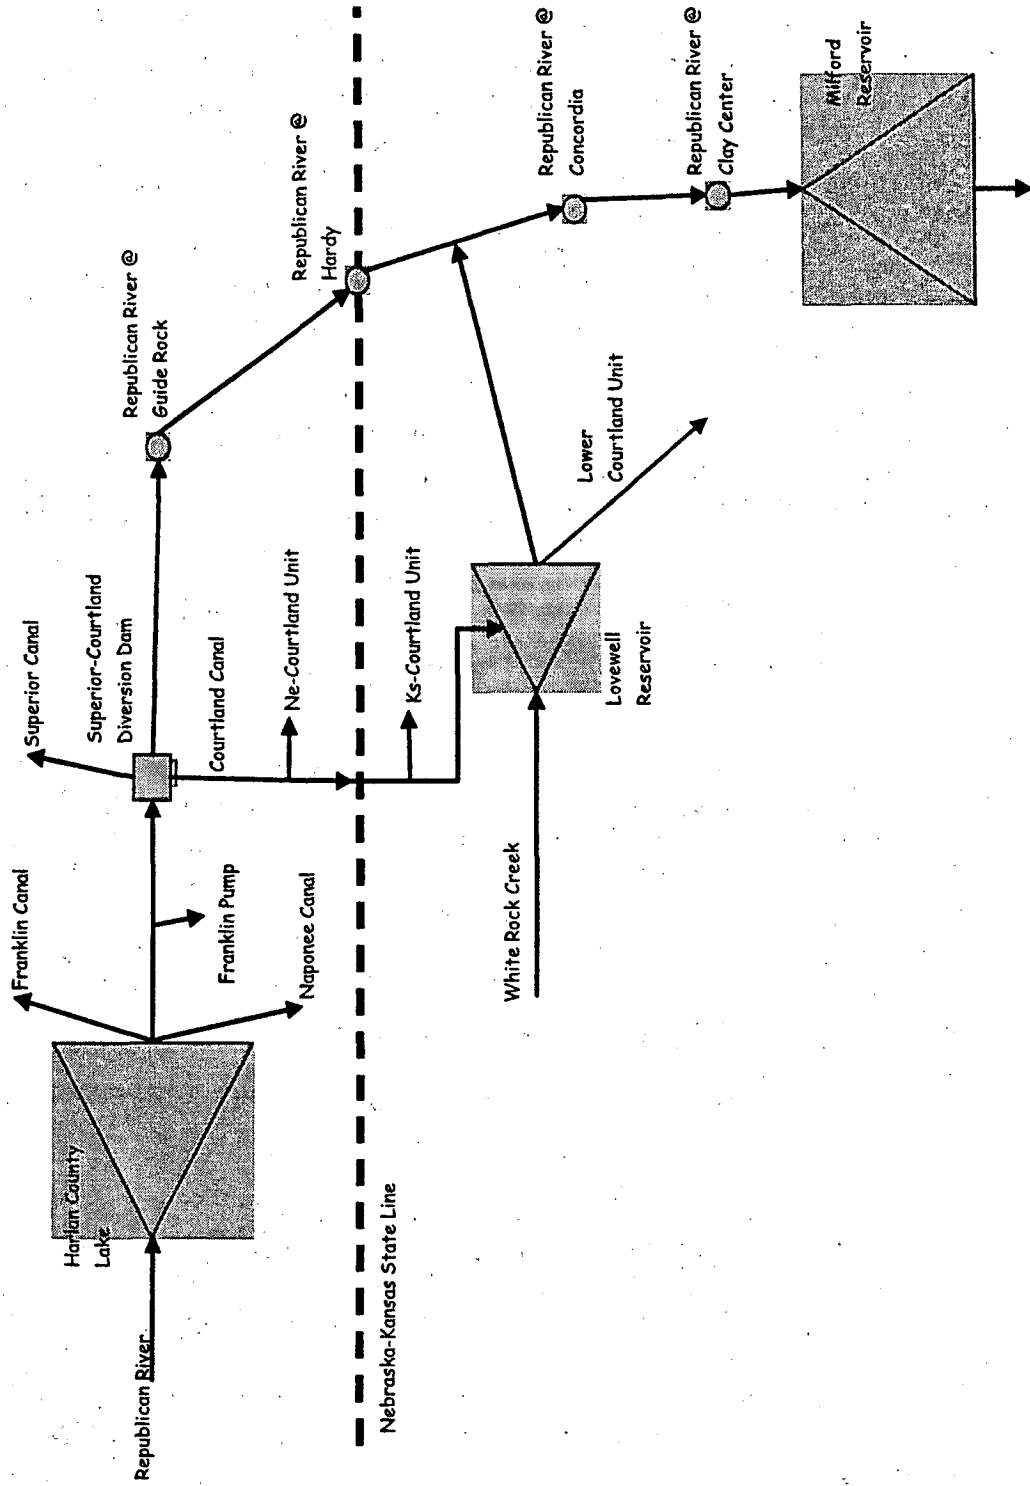 Republican River
Harlan County
Lake
Franklin Canal
Franklin Pump
Naponee Canal
Superior Canal
Superior-Courtland
Diversion Dam
Courtland Canal
Ne-Courtland Unit
Ks-Courtland Unit
Republican River @
Guide Rock
Republican River @
Hardy
Nebraska-Kansas State Line
White Rock Creek
Lovewell
Reservoir
Lower
Courtland Unit
Republican River @
Concordia
Republican River @
Clay Center
Milford
Reservoir